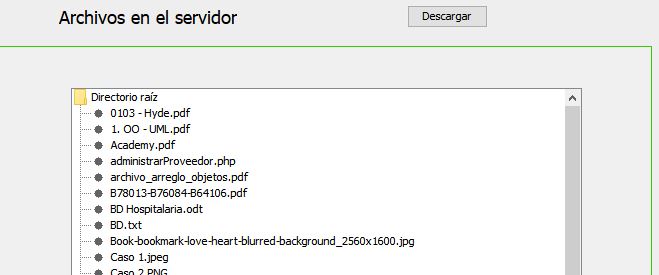 Archivos en el servidor
Descargar
Directorio raíz
0103 - Hyde.pdf
1. OO - UML.pdf
Academy.pdf
administrarProveedor.php
archivo_arreglo_objetos.pdf
B78013-B76084-B64106.pdf
BD Hospitalaria.odt
BD.txt
Book-bookmark-love-heart-blurred-background_2560x1600.jpg
Caso 1.jpeg
Caso 2.PNG